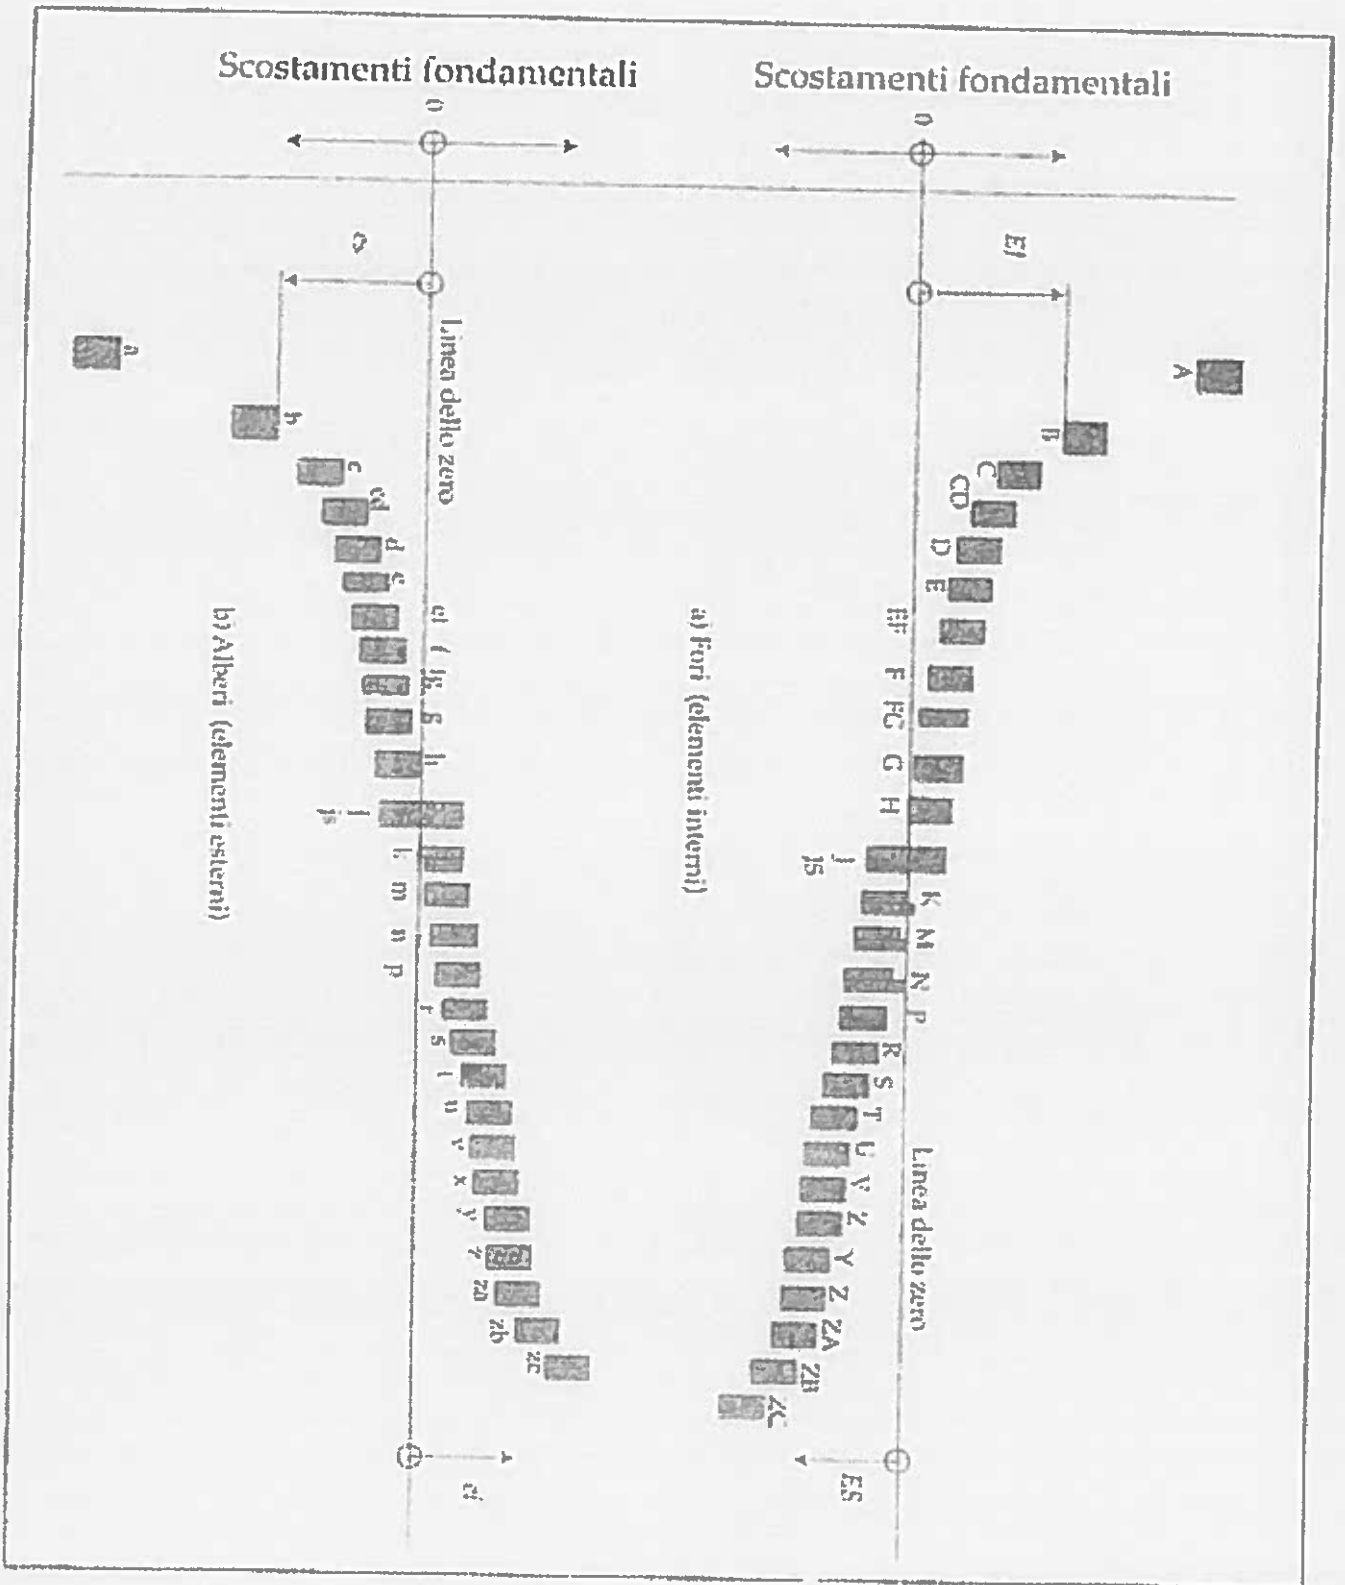 Scostamenti fondamentali
Scostamenti fondamentali
0
0
EI
A
B
C
CD
D
E
EF
F
FG
G
H
J
JS
K
M
N
P
R
S
T
U
V
Y
Z
ZA
ZB
ZC
Linea dello zero
ES
a) Fori (elementi interni)
a
b
c
cd
d
e
ef
f
fg
g
h
j
js
k
m
n
p
r
s
t
u
v
x
y
z
za
zb
zc
Linea dello zero
ei
b) Alberi (elementi esterni)